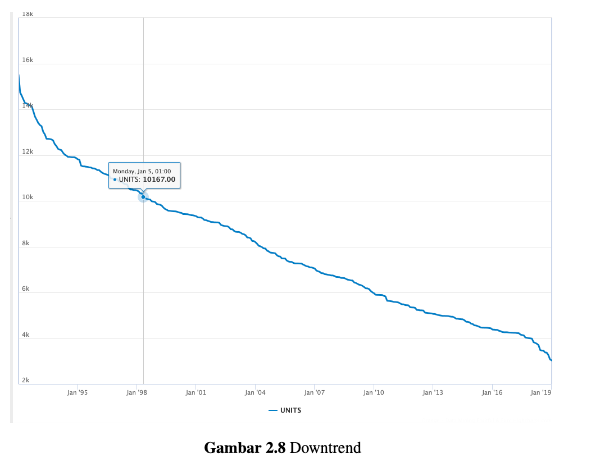 18k
16k
14k
12k
Monday, Jan 5, 01:00
UNITS: 10167.00
10k
8k
6k
4k
2k
Jan '95 Jan '98 Jan '01 Jan '04 Jan '07 Jan '10 Jan '13 Jan '16 Jan '19
UNITS
Gambar 2.8 Downtrend